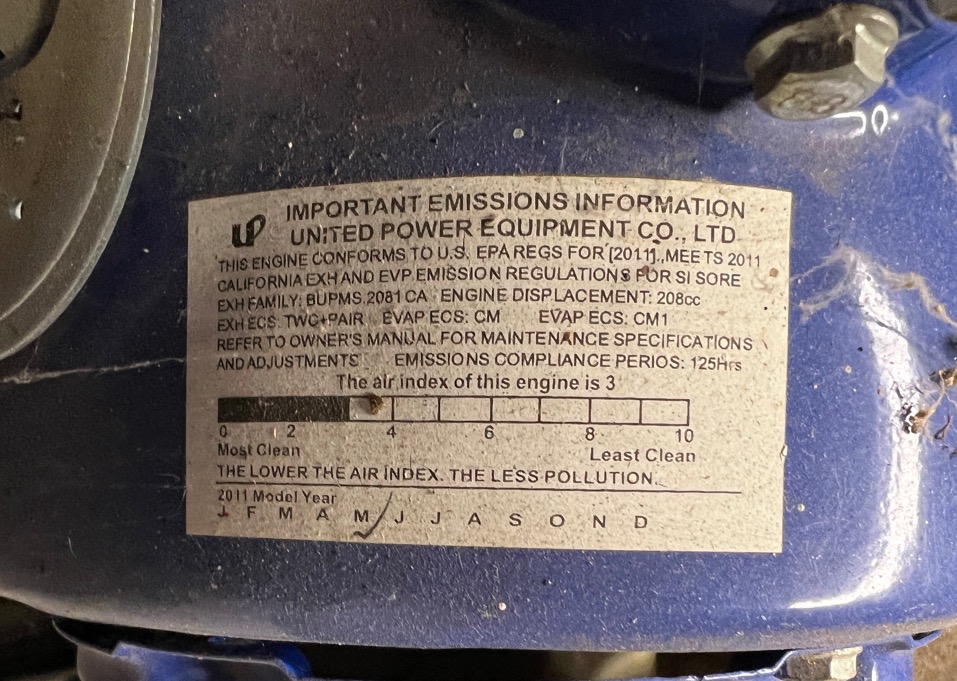 UP IMPORTANT EMISSIONS INFORMATION
UNITED POWER EQUIPMENT CO., LTD
THIS ENGINE CONFORMS TO U.S. EPA REGS FOR [2011]. MEETS 2011
CALIFORNIA EXH AND EVP EMISSION REGULATIONS FOR SI SORE
EXH FAMILY: BUPMS.2081CA ENGINE DISPLACEMENT: 208cc
EXH ECS: TWC+PAIR EVAP ECS: CM EVAP ECS: CM1
REFER TO OWNER'S MANUAL FOR MAINTENANCE SPECIFICATIONS
AND ADJUSTMENTS EMISSIONS COMPLIANCE PERIOS: 125Hrs
The air index of this engine is 3
0 2 4 6 8 10
Most Clean Least Clean
THE LOWER THE AIR INDEX. THE LESS POLLUTION.
2011 Model Year
J F M A M J J A S O N D